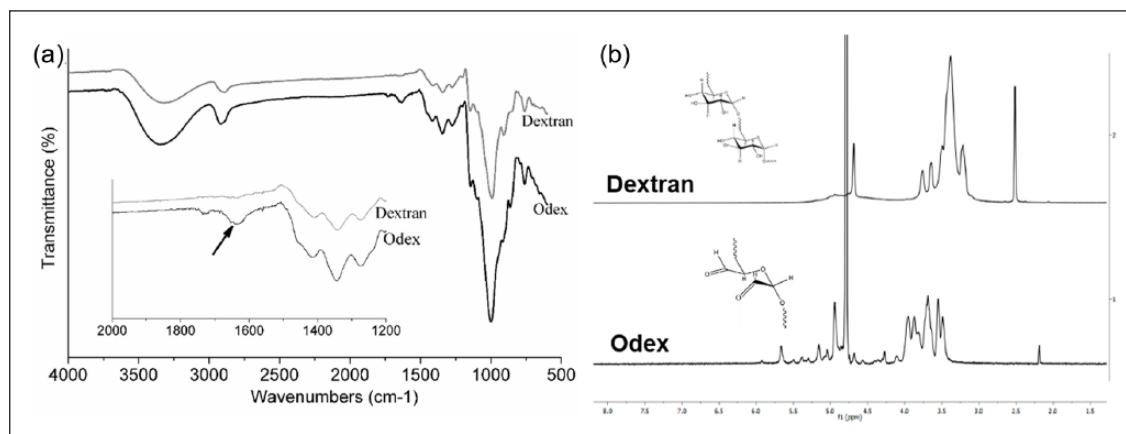 (a)
Transmittance (%)
Dextran
Odex
Dextran
Odex
2000 1800 1600 1400 1200
4000 3500 3000 2500 2000 1500 1000 500
Wavenumbers (cm-1)
(b)
Dextran
2
H
O
H
O
H
O
O
Odex
1
8.0 7.5 7.0 6.5 6.0 5.5 5.0 4.5 4.0 3.5 3.0 2.5 2.0 1.5
f1 (ppm)